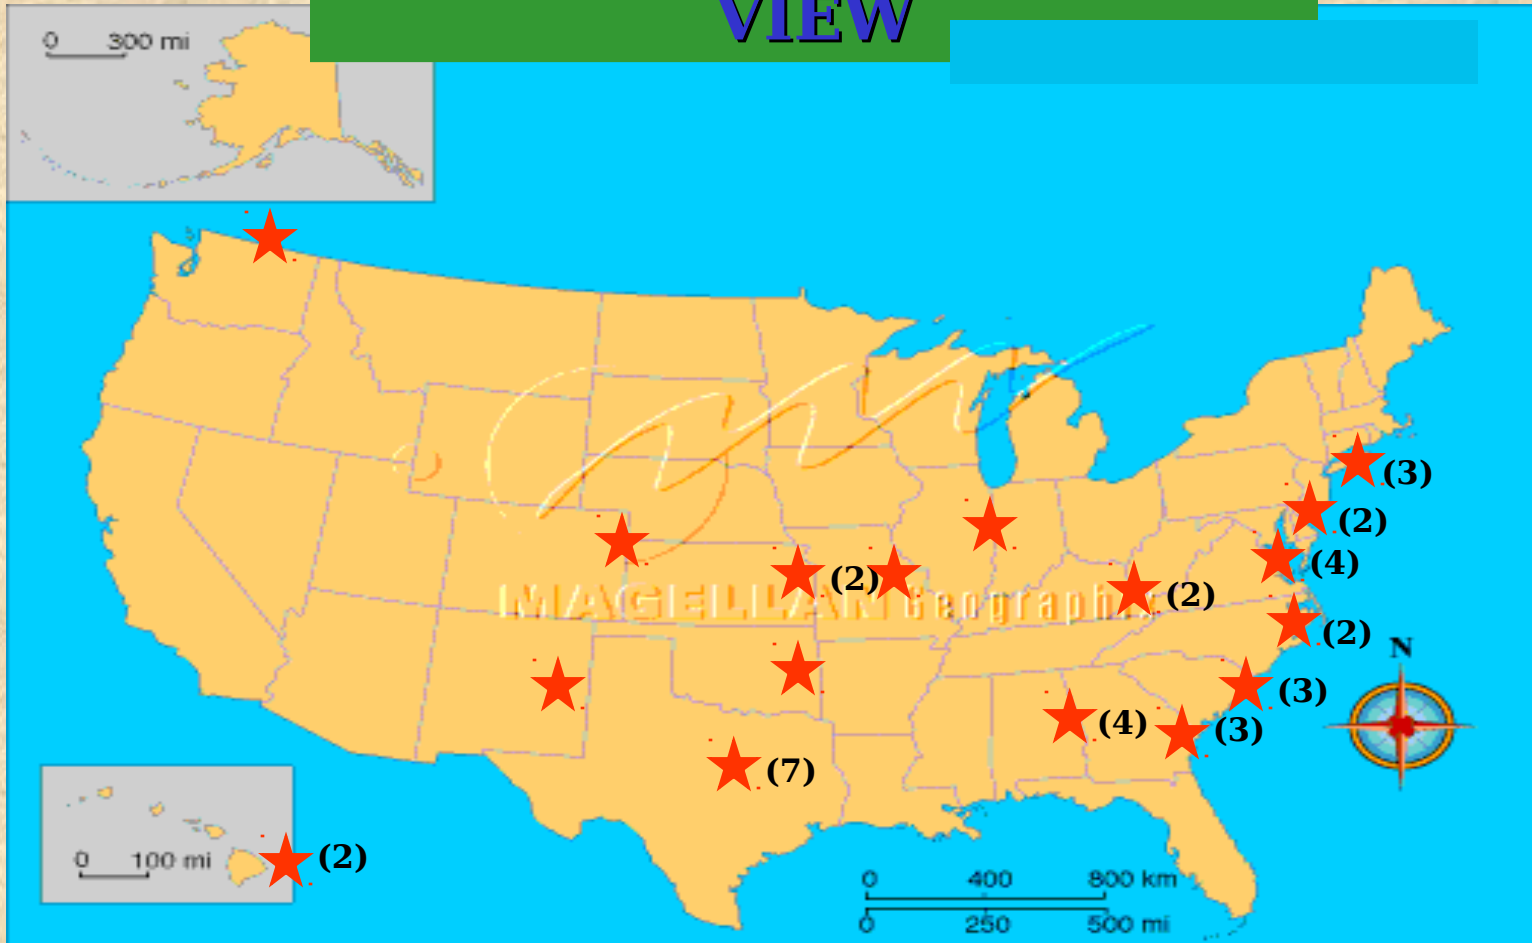 VIEW
0 300 mi
(3)
(2)
(4)
(2) (2)
MAGELLAN Geographix
(2)
N
(3)
(4) (3)
(7)
0 100 mi (2)
0 400 800 km
0 250 500 mi